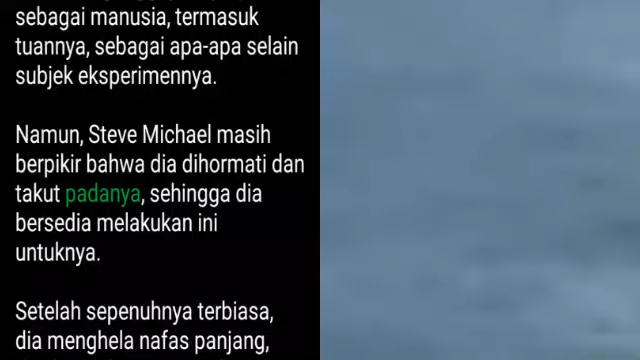 sebagai manusia, termasuk
tuannya, sebagai apa-apa selain
subjek eksperimennya.
Namun, Steve Michael masih
berpikir bahwa dia dihormati dan
takut padanya, sehingga dia
bersedia melakukan ini
untuknya.
Setelah sepenuhnya terbiasa,
dia menghela nafas panjang,